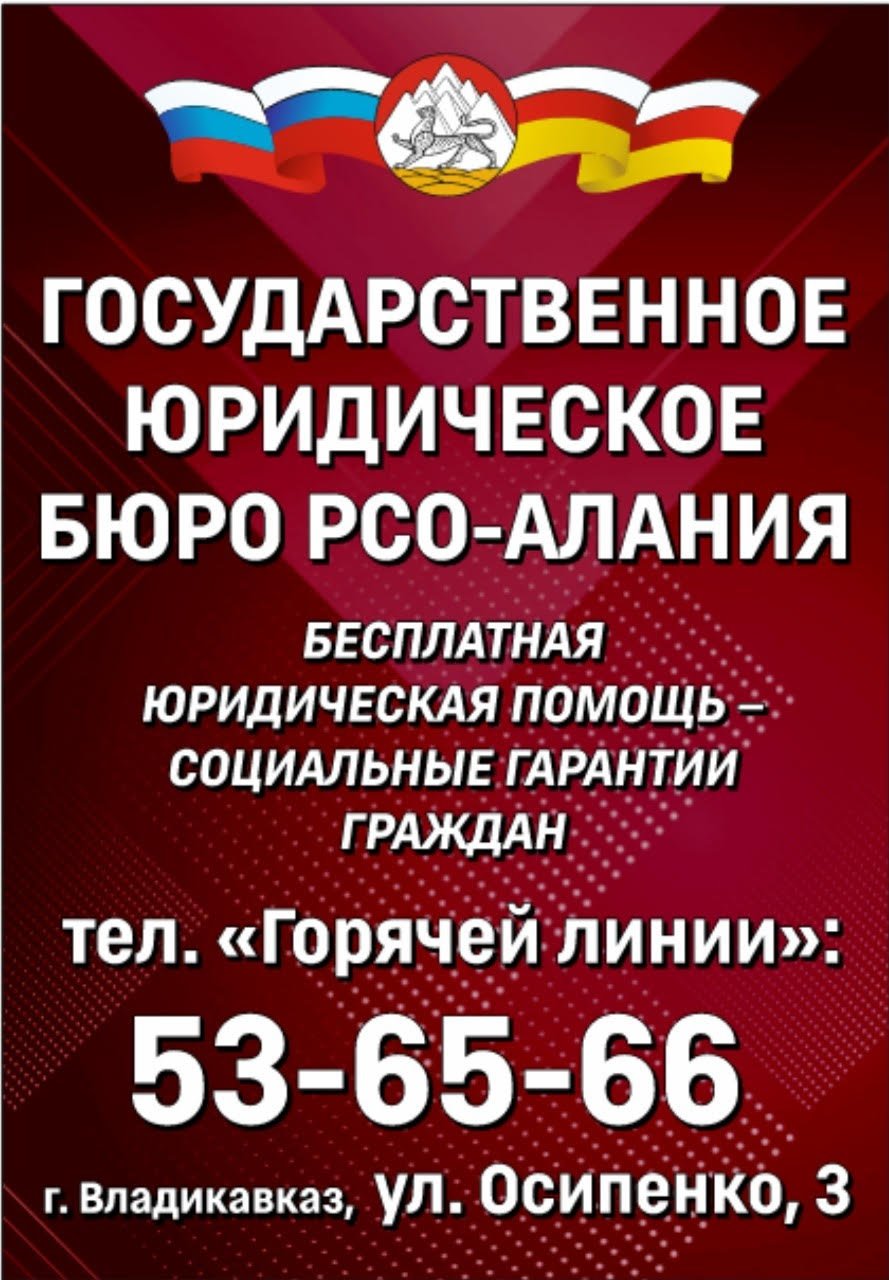 ГОСУДАРСТВЕННОЕ
ЮРИДИЧЕСКОЕ
БЮРО РСО-АЛАНИЯ
БЕСПЛАТНАЯ
ЮРИДИЧЕСКАЯ ПОМОЩЬ –
СОЦИАЛЬНЫЕ ГАРАНТИИ
ГРАЖДАН
тел. «Горячей линии»:
53-65-66
г. Владикавказ, ул. Осипенко, 3